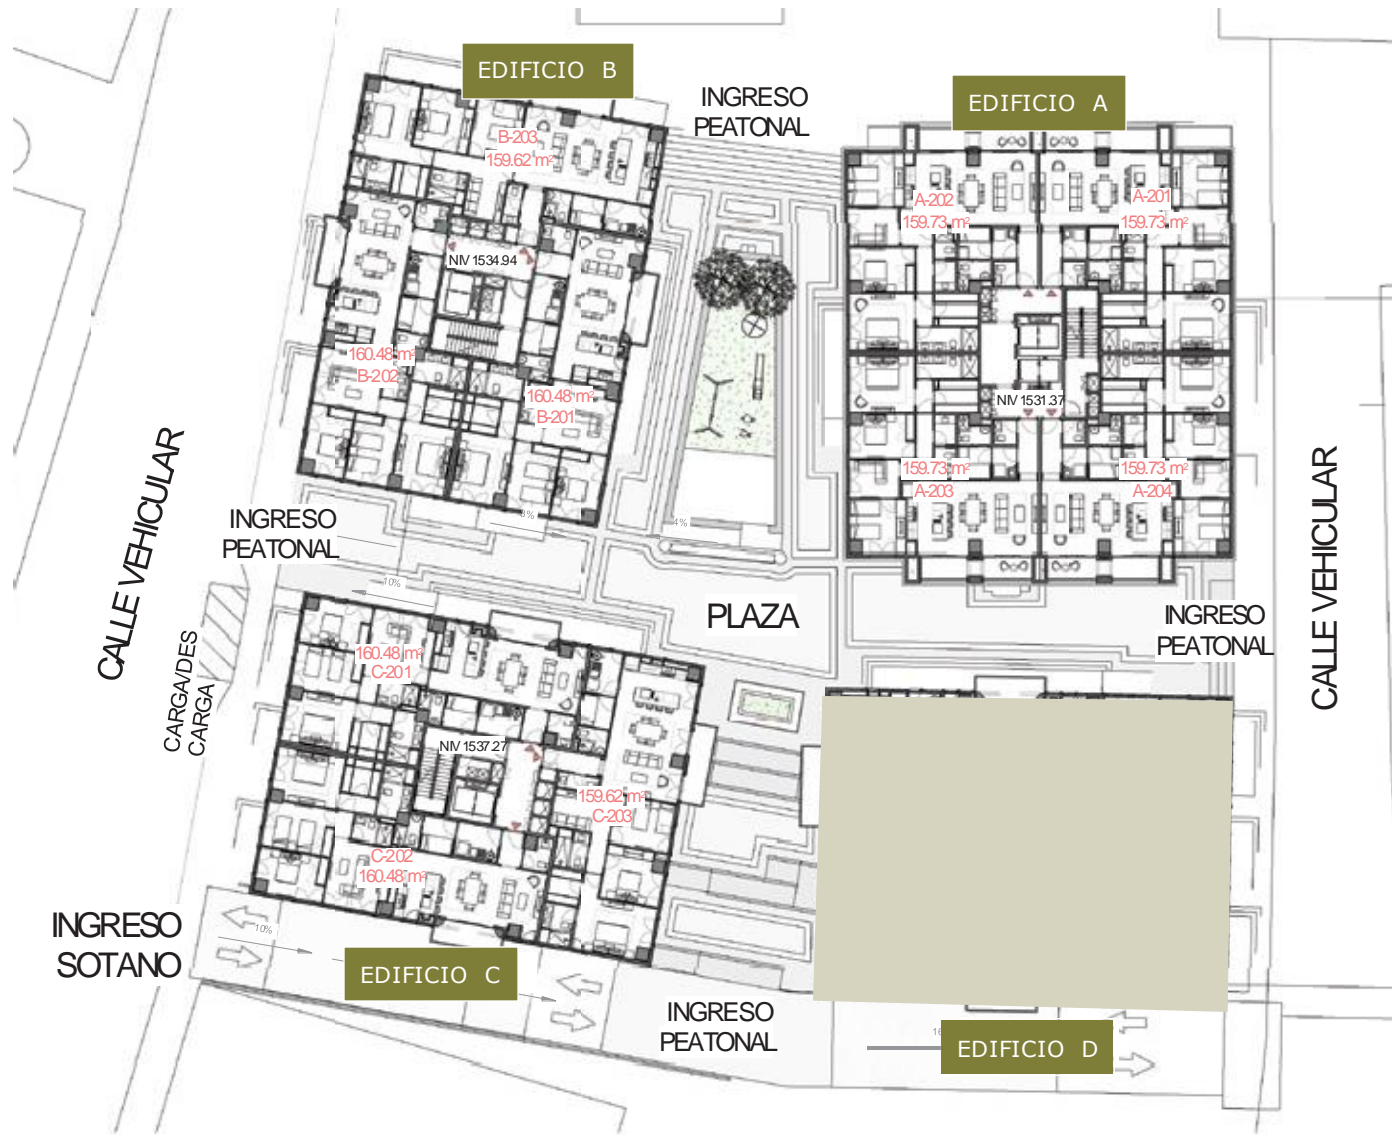 EDIFICIO B
EDIFICIO A
INGRESO
PEATONAL
B-203
159.62 m²
A-202
159.73 m²
A-201
159.73 m²
NIV 1534.94
160.48 m²
B-202
160.48 m²
B-201
NIV 1531.37
159.73 m²
A-203
159.73 m²
A-204
CALLE VEHICULAR
INGRESO
PEATONAL
8%
4%
10%
CALLE VEHICULAR
PLAZA
INGRESO
PEATONAL
CARGA/DES
CARGA
160.48 m²
C-201
NIV 1537.27
159.62 m²
C-203
C-202
160.48 m²
INGRESO
SOTANO
10%
EDIFICIO C
INGRESO
PEATONAL
EDIFICIO D